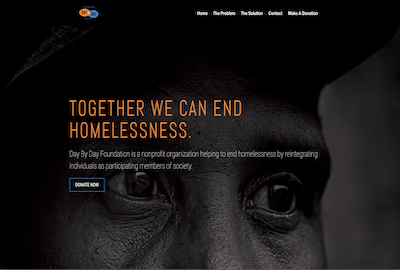 Home The Problem The Solution Contact Make A Donation
TOGETHER WE CAN END
HOMELESSNESS.
Day By Day Foundation is a nonprofit organization helping to end homelessness by reintegrating
individuals as participating members of society.
DONATE NOW